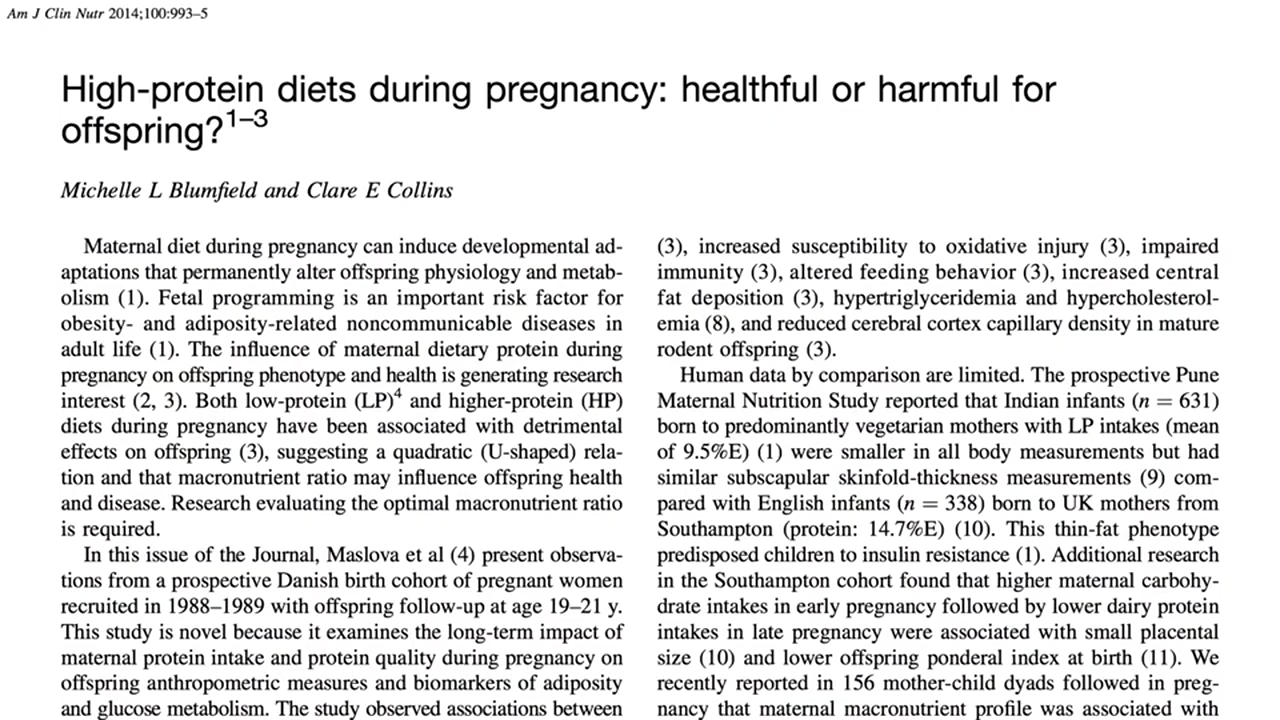 Am J Clin Nutr 2014;100:993–5
High-protein diets during pregnancy: healthful or harmful for
offspring?1–3
Michelle L Blumfield and Clare E Collins
Maternal diet during pregnancy can induce developmental ad-
aptations that permanently alter offspring physiology and metab-
olism (1). Fetal programming is an important risk factor for
obesity- and adiposity-related noncommunicable diseases in
adult life (1). The influence of maternal dietary protein during
pregnancy on offspring phenotype and health is generating research
interest (2, 3). Both low-protein (LP)4 and higher-protein (HP)
diets during pregnancy have been associated with detrimental
effects on offspring (3), suggesting a quadratic (U-shaped) rela-
tion and that macronutrient ratio may influence offspring health
and disease. Research evaluating the optimal macronutrient ratio
is required.
In this issue of the Journal, Maslova et al (4) present observa-
tions from a prospective Danish birth cohort of pregnant women
recruited in 1988–1989 with offspring follow-up at age 19–21 y.
This study is novel because it examines the long-term impact of
maternal protein intake and protein quality during pregnancy on
offspring anthropometric measures and biomarkers of adiposity
and glucose metabolism. The study observed associations between
(3), increased susceptibility to oxidative injury (3), impaired
immunity (3), altered feeding behavior (3), increased central
fat deposition (3), hypertriglyceridemia and hypercholesterol-
emia (8), and reduced cerebral cortex capillary density in mature
rodent offspring (3).
Human data by comparison are limited. The prospective Pune
Maternal Nutrition Study reported that Indian infants (n = 631)
born to predominantly vegetarian mothers with LP intakes (mean
of 9.5%E) (1) were smaller in all body measurements but had
similar subscapular skinfold-thickness measurements (9) com-
pared with English infants (n = 338) born to UK mothers from
Southampton (protein: 14.7%E) (10). This thin-fat phenotype
predisposed children to insulin resistance (1). Additional research
in the Southampton cohort found that higher maternal carbohy-
drate intakes in early pregnancy followed by lower dairy protein
intakes in late pregnancy were associated with small placental
size (10) and lower offspring ponderal index at birth (11). We
recently reported in 156 mother-child dyads followed in preg-
nancy that maternal macronutrient profile was associated with